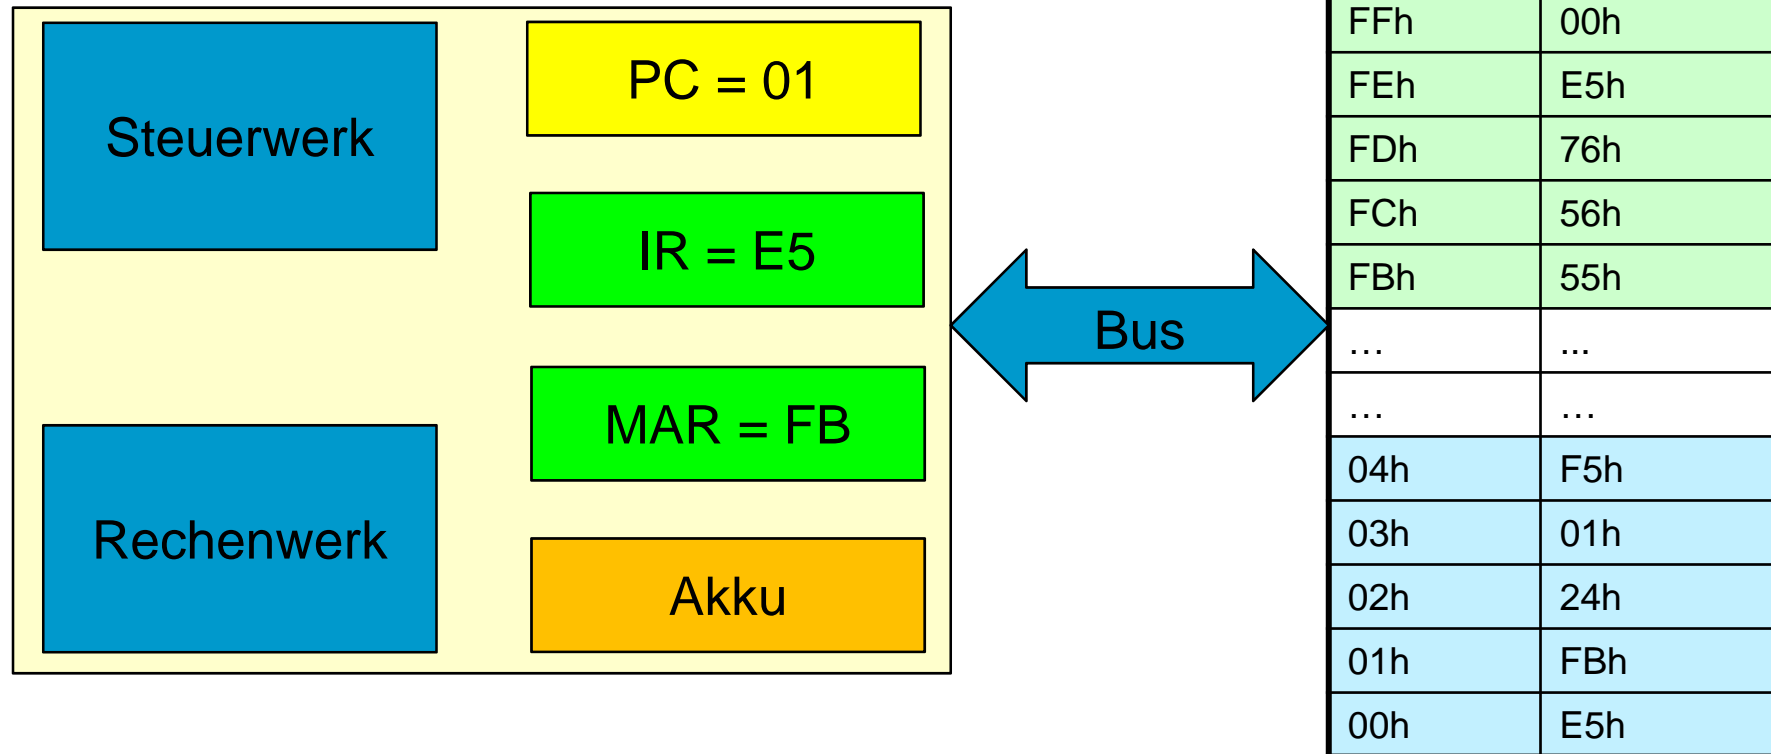 Steuerwerk
PC = 01
IR = E5
MAR = FB
Rechenwerk
Akku
Bus
FFh 00h
FEh E5h
FDh 76h
FCh 56h
FBh 55h
… ...
… …
04h F5h
03h 01h
02h 24h
01h FBh
00h E5h